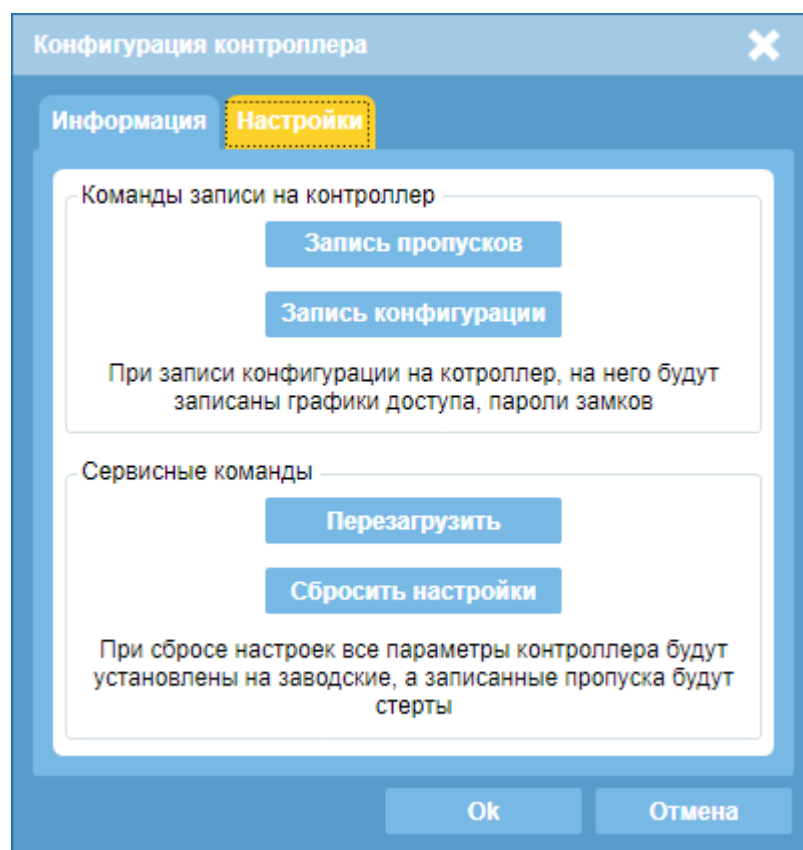 Конфигурация контроллера
Информация
Настройки
Команды записи на контроллер
Запись пропусков
Запись конфигурации
При записи конфигурации на котроллер, на него будут
записаны графики доступа, пароли замков
Сервисные команды
Перезагрузить
Сбросить настройки
При сбросе настроек все параметры контроллера будут
установлены на заводские, а записанные пропуска будут
стерты
Ok
Отмена